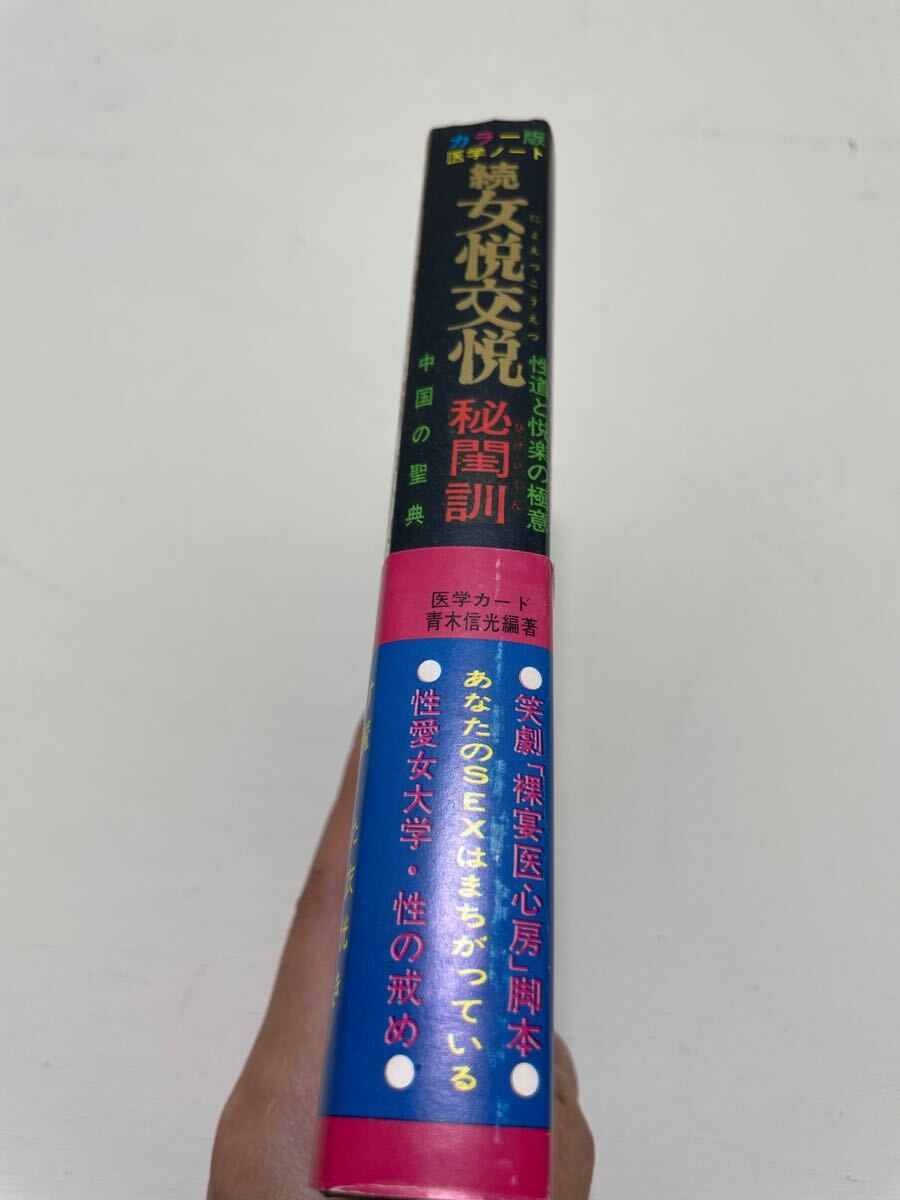 カラー版
医学ノート
続
女悦交悦
にょえつこうえつ
性道と悦楽の極意
中国の聖典
秘閨訓
ひけいくん
医学カード
青木信光編著
●笑劇「裸宴医心房」脚本●
あなたのSEXはまちがつている
●性愛女大学・性の戒め●